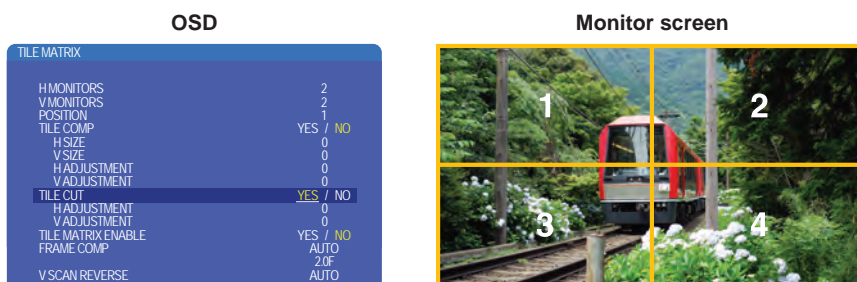 OSD
TILE MATRIX
H MONITORS 2
V MONITORS 2
POSITION 1
TILE COMP YES / NO
H SIZE 0
V SIZE 0
H ADJUSTMENT 0
V ADJUSTMENT 0
TILE CUT YES / NO
H ADJUSTMENT 0
V ADJUSTMENT 0
TILE MATRIX ENABLE YES / NO
FRAME COMP AUTO
2.0F
V SCAN REVERSE AUTO
Monitor screen
1 2
3 4